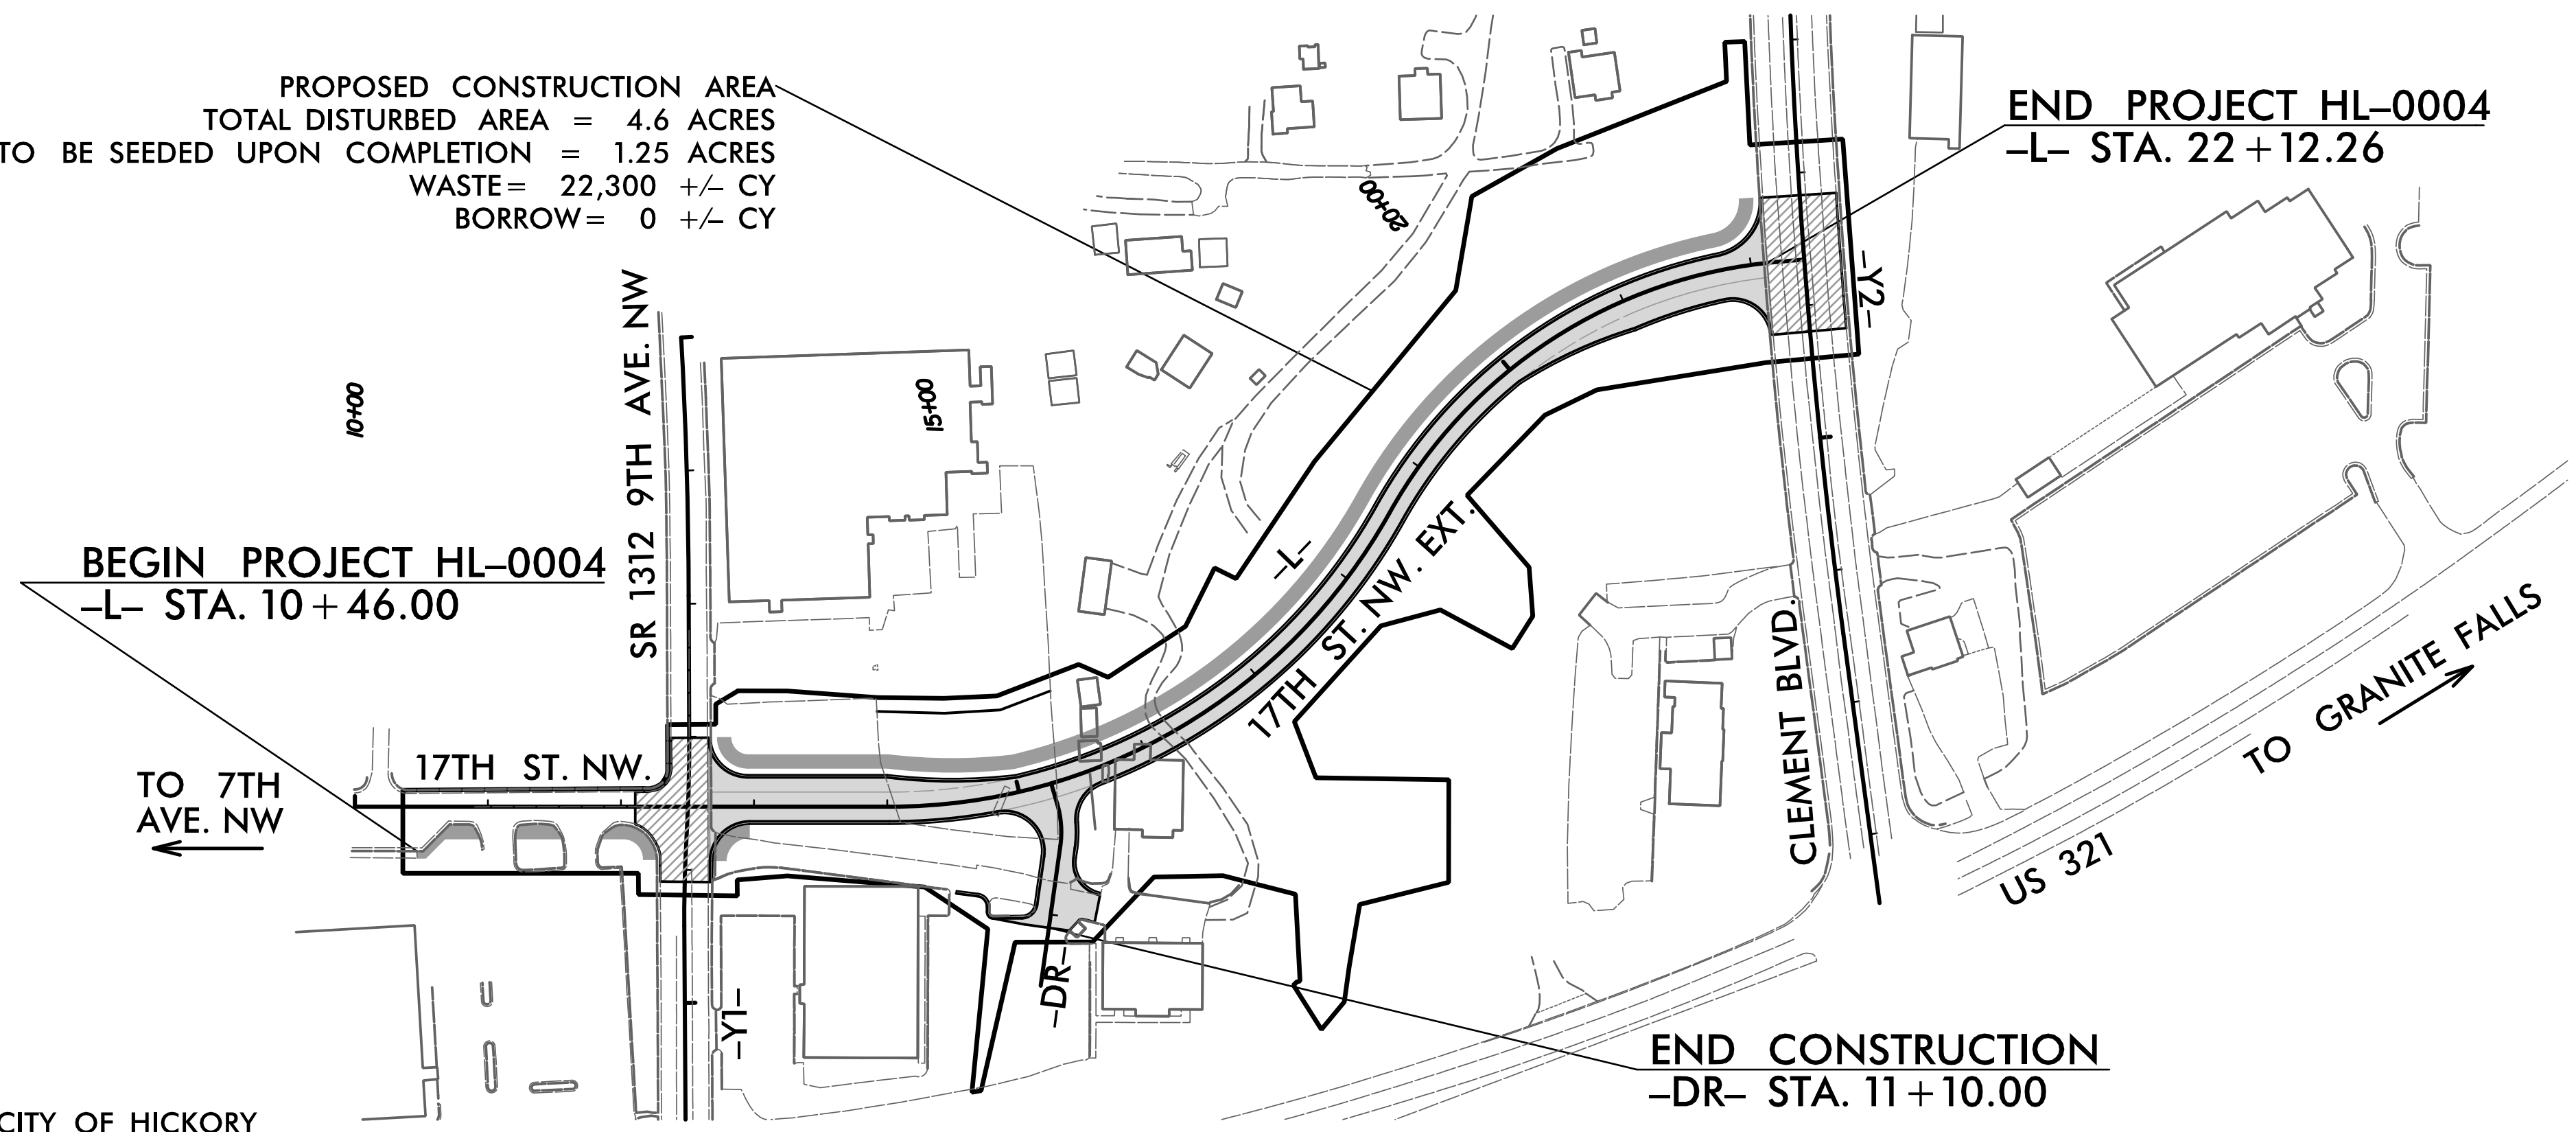 PROPOSED CONSTRUCTION AREA
TOTAL DISTURBED AREA = 4.6 ACRES
TO BE SEEDED UPON COMPLETION = 1.25 ACRES
WASTE = 22,300 +/– CY
BORROW = 0 +/– CY
END PROJECT HL–0004
–L– STA. 22+12.26
20+00
–Y2–
SR 1312 9TH AVE. NW
10+00
15+00
BEGIN PROJECT HL–0004
–L– STA. 10+46.00
–L–
17TH ST. NW. EXT.
CLEMENT BLVD.
TO GRANITE FALLS
US 321
17TH ST. NW.
TO 7TH
AVE. NW
–Y1–
–DR–
END CONSTRUCTION
–DR– STA. 11+10.00
CITY OF HICKORY